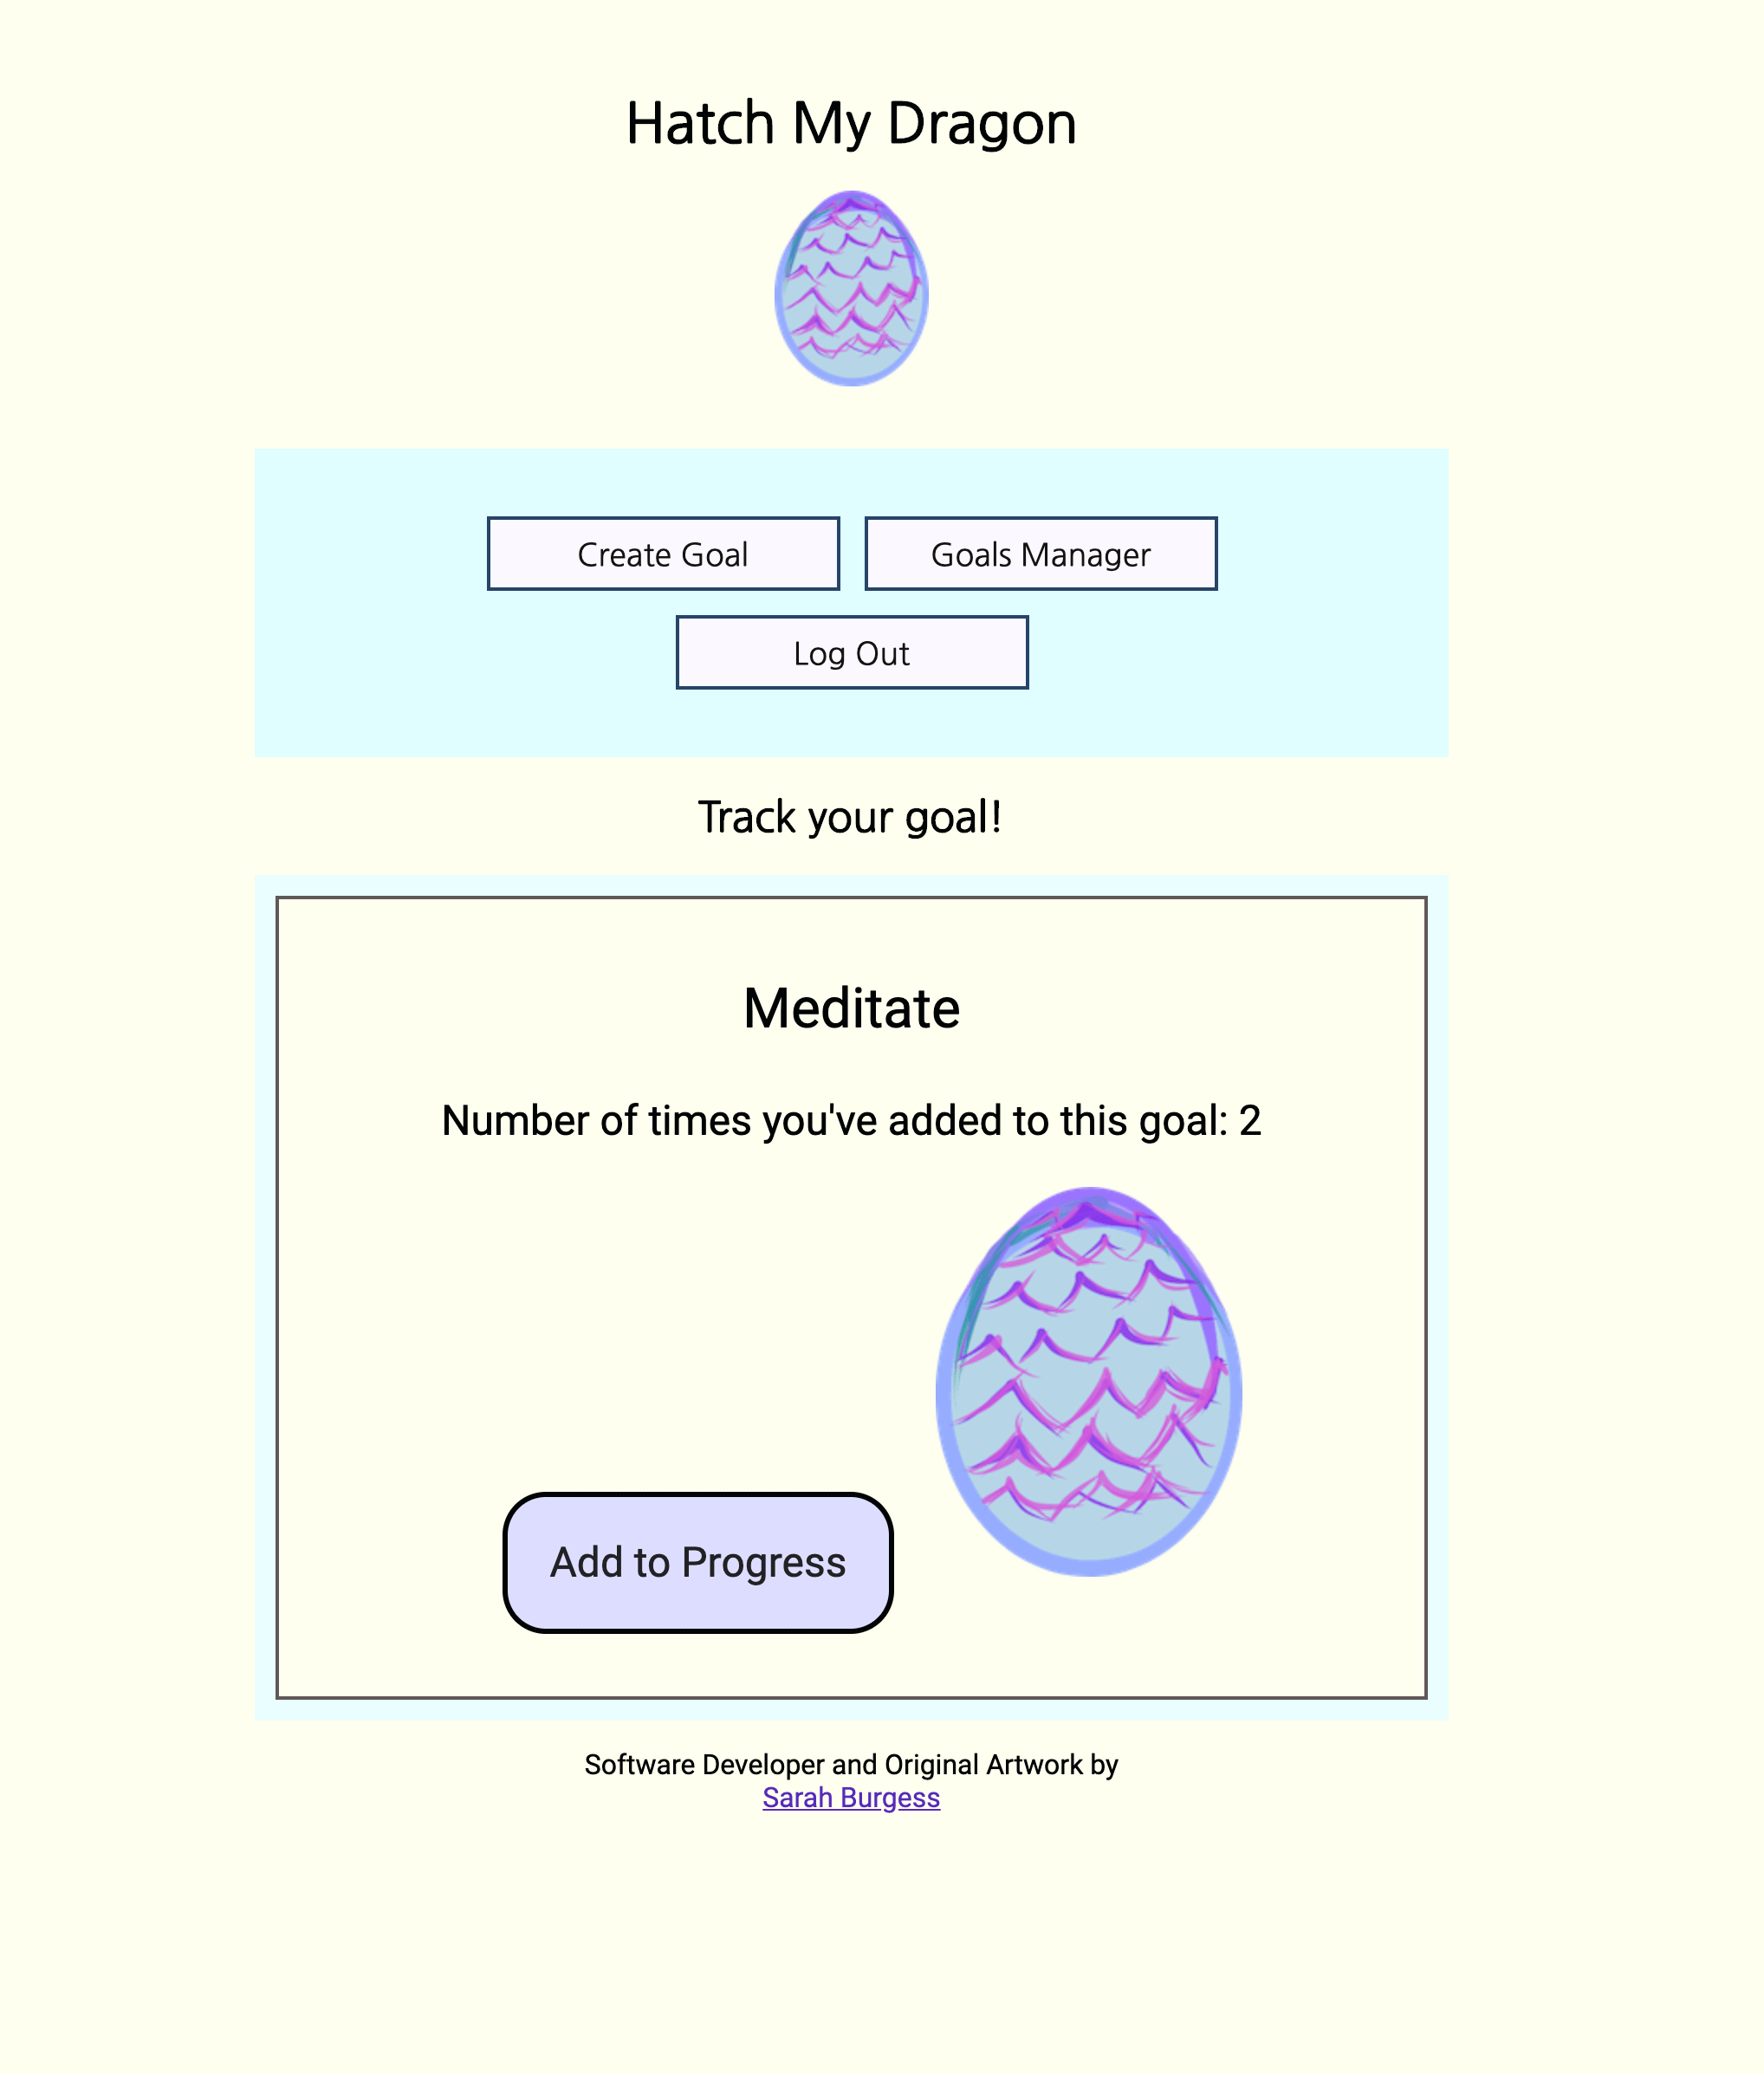 Hatch My Dragon
Create Goal
Goals Manager
Log Out
Track your goal!
Meditate
Number of times you've added to this goal: 2
Add to Progress
Software Developer and Original Artwork by
Sarah Burgess